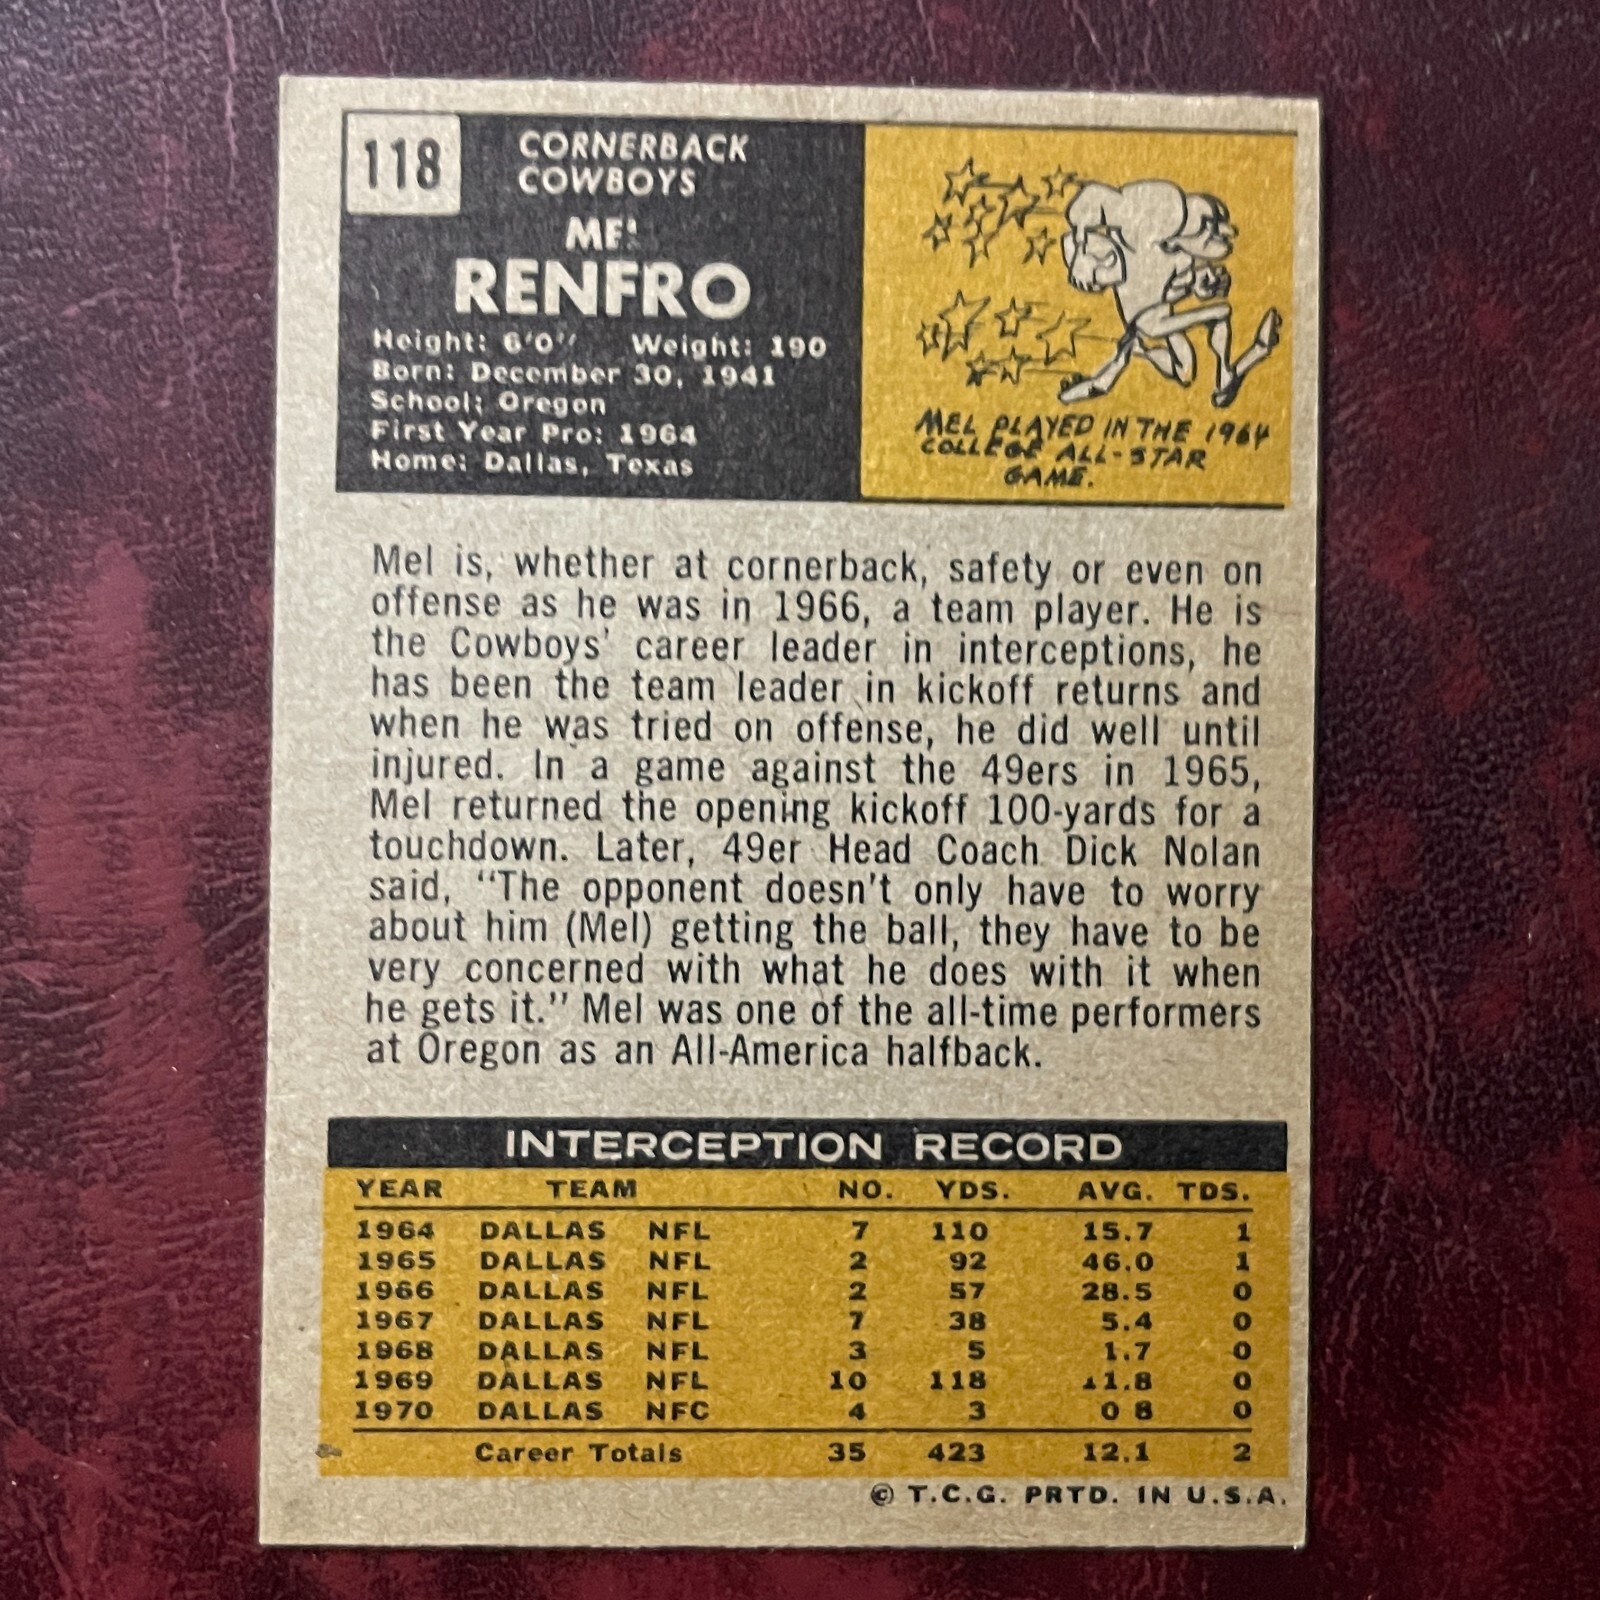 118
CORNERBACK
COWBOYS
MEL
RENFRO
Height: 6'0" Weight: 190
Born: December 30, 1941
School: Oregon
First Year Pro: 1964
Home: Dallas, Texas
MEL PLAYED IN THE 1964
COLLEGE ALL-STAR
GAME.
Mel is, whether at cornerback, safety or even on
offense as he was in 1966, a team player. He is
the Cowboys' career leader in interceptions, he
has been the team leader in kickoff returns and
when he was tried on offense, he did well until
injured. In a game against the 49ers in 1965,
Mel returned the opening kickoff 100-yards for a
touchdown. Later, 49er Head Coach Dick Nolan
said, "The opponent doesn't only have to worry
about him (Mel) getting the ball, they have to be
very concerned with what he does with it when
he gets it." Mel was one of the all-time performers
at Oregon as an All-America halfback.
INTERCEPTION RECORD
YEAR TEAM NO. YDS. AVG. TDS.
1964 DALLAS NFL 7 110 15.7 1
1965 DALLAS NFL 2 92 46.0 1
1966 DALLAS NFL 2 57 28.5 0
1967 DALLAS NFL 7 38 5.4 0
1968 DALLAS NFL 3 5 1.7 0
1969 DALLAS NFL 10 118 11.8 0
1970 DALLAS NFC 4 3 0 8 0
Career Totals 35 423 12.1 2
© T.C.G. PRTD. IN U.S.A.